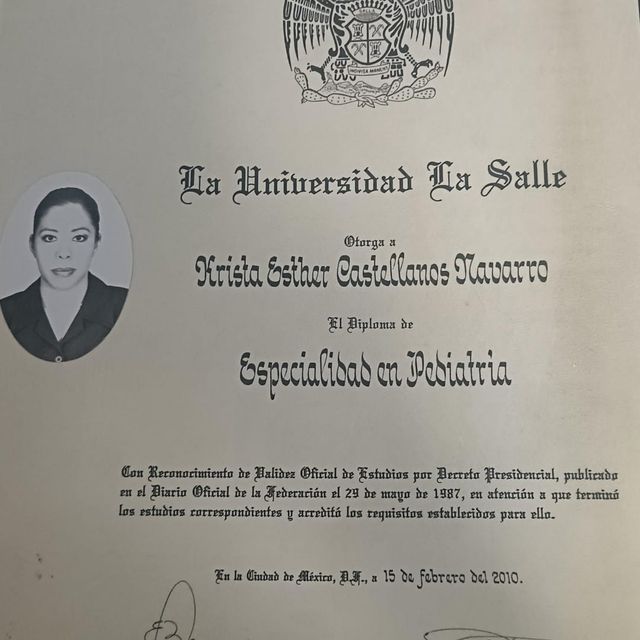 INDIVISA MANENT
La Universidad La Salle
Otorga a
Krista Esther Castellanos Navarro
El Diploma de
Especialidad en Pediatria
Con Reconocimiento de Validez Oficial de Estudios por Decreto Presidencial, publicado
en el Diario Oficial de la Federación el 29 de mayo de 1987, en atención a que terminó
los estudios correspondientes y acreditó los requisitos establecidos para ello.
En la Ciudad de México, D.F., a 15 de febrero del 2010.